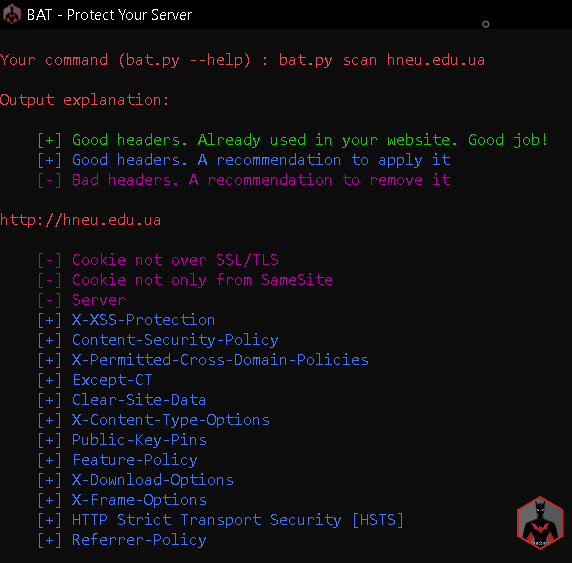 BAT - Protect Your Server
Your command (bat.py --help) : bat.py scan hneu.edu.ua
Output explanation:
[+] Good headers. Already used in your website. Good job!
[+] Good headers. A recommendation to apply it
[-] Bad headers. A recommendation to remove it
http://hneu.edu.ua
[-] Cookie not over SSL/TLS
[-] Cookie not only from SameSite
[-] Server
[+] X-XSS-Protection
[+] Content-Security-Policy
[+] X-Permitted-Cross-Domain-Policies
[+] Except-CT
[+] Clear-Site-Data
[+] X-Content-Type-Options
[+] Public-Key-Pins
[+] Feature-Policy
[+] X-Download-Options
[+] X-Frame-Options
[+] HTTP Strict Transport Security [HSTS]
[+] Referrer-Policy